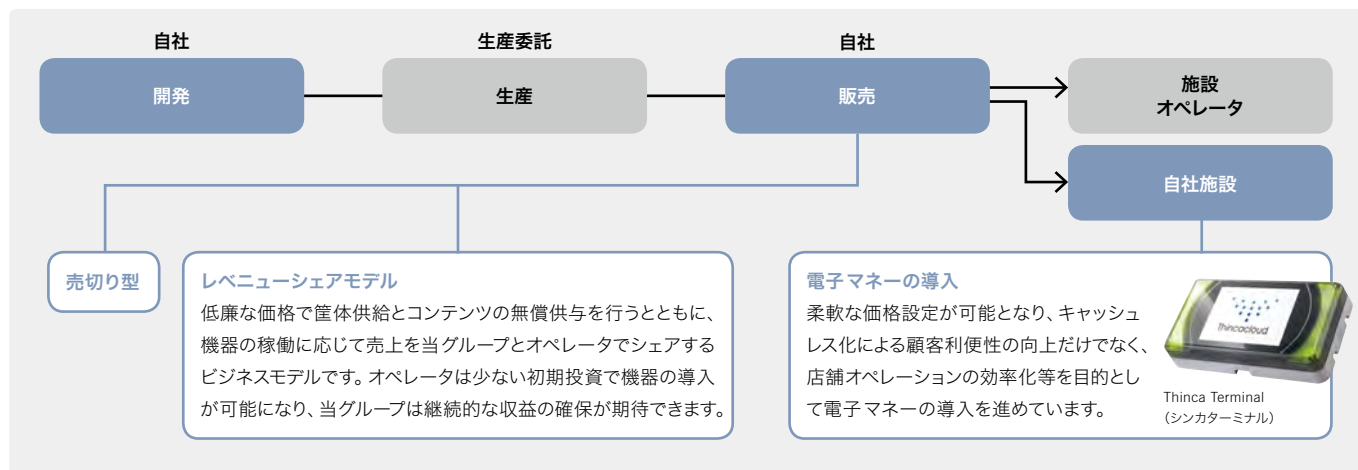 自社
生産委託
自社
開発
生産
販売
施設
オペレータ
自社施設
売切り型
レベニューシェアモデル
低廉な価格で筐体供給とコンテンツの無償供与を行うとともに、
機器の稼働に応じて売上を当グループとオペレータでシェアする
ビジネスモデルです。オペレータは少ない初期投資で機器の導入
が可能になり、当グループは継続的な収益の確保が期待できます。
電子マネーの導入
柔軟な価格設定が可能となり、キャッシュ
レス化による顧客利便性の向上だけでなく、
店舗オペレーションの効率化等を目的とし
て電子マネーの導入を進めています。
Thincacloud
Thinca Terminal
（シンカターミナル）